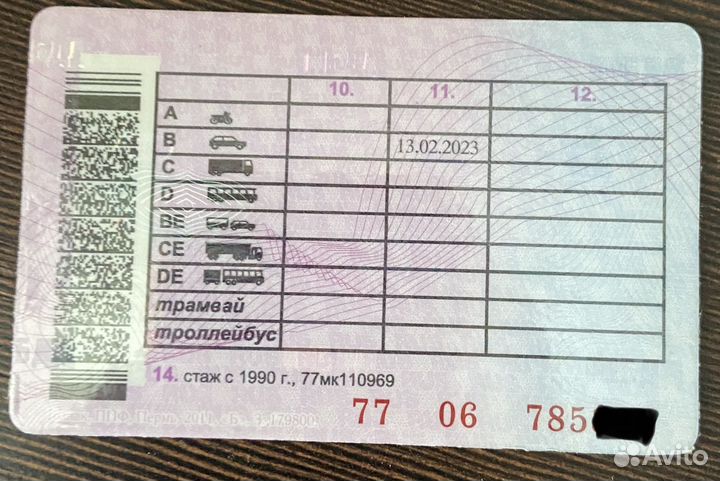 10. 11. 12.
A
B 13.02.2023
C
D
BE
CE
DE
трамвай
троллейбус
14. стаж с 1990 г., 77мк110969
77 06 785
Avito